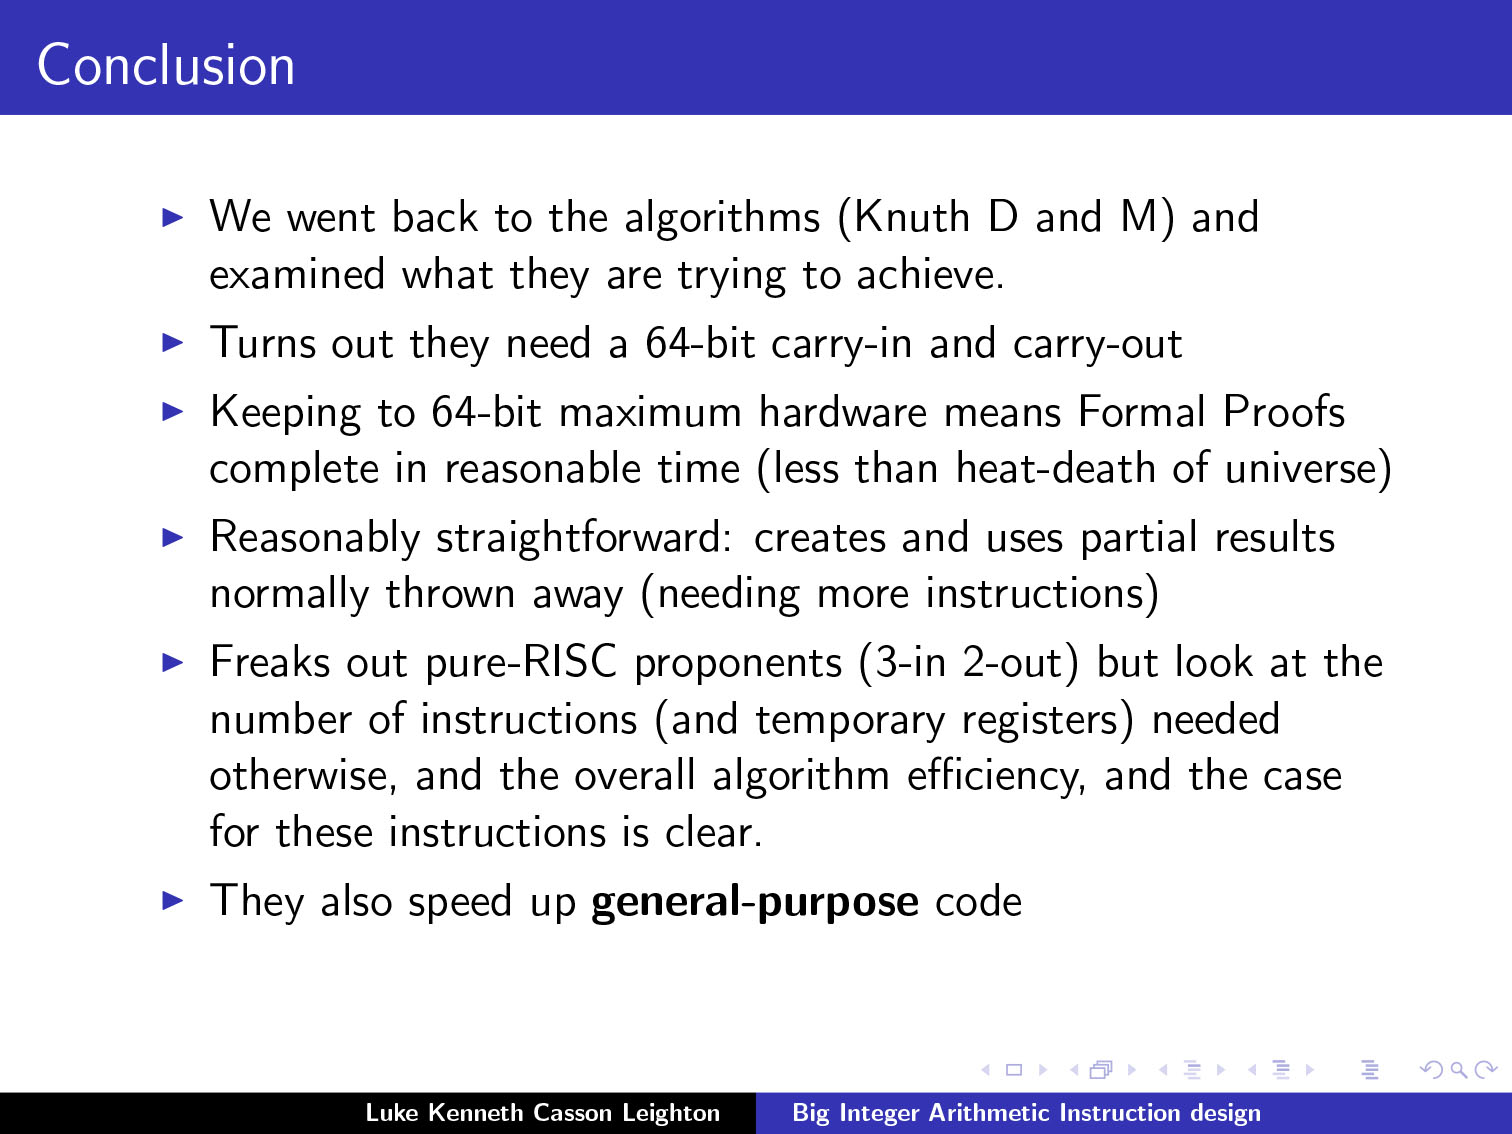 Conclusion
We went back to the algorithms (Knuth D and M) and
examined what they are trying to achieve.
Turns out they need a 64-bit carry-in and carry-out
Keeping to 64-bit maximum hardware means Formal Proofs
complete in reasonable time (less than heat-death of universe)
Reasonably straightforward: creates and uses partial results
normally thrown away (needing more instructions)
Freaks out pure-RISC proponents (3-in 2-out) but look at the
number of instructions (and temporary registers) needed
otherwise, and the overall algorithm efficiency, and the case
for these instructions is clear.
They also speed up general-purpose code
Luke Kenneth Casson Leighton
Big Integer Arithmetic Instruction design